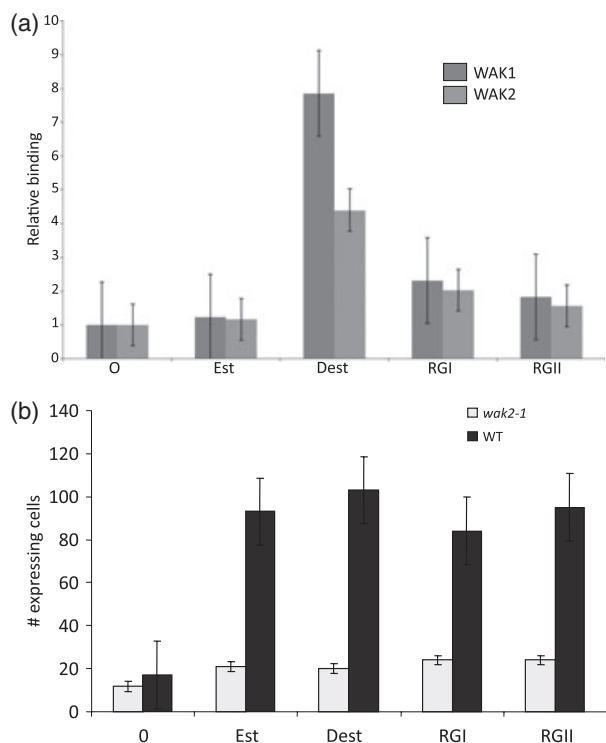 (a)
10
9
8
7
6
5
4
3
2
1
0
Relative binding
WAK1
WAK2
O Est Dest RGI RGII
(b)
140
120
100
80
60
40
20
0
# expressing cells
wak2-1
WT
0 Est Dest RGI RGII